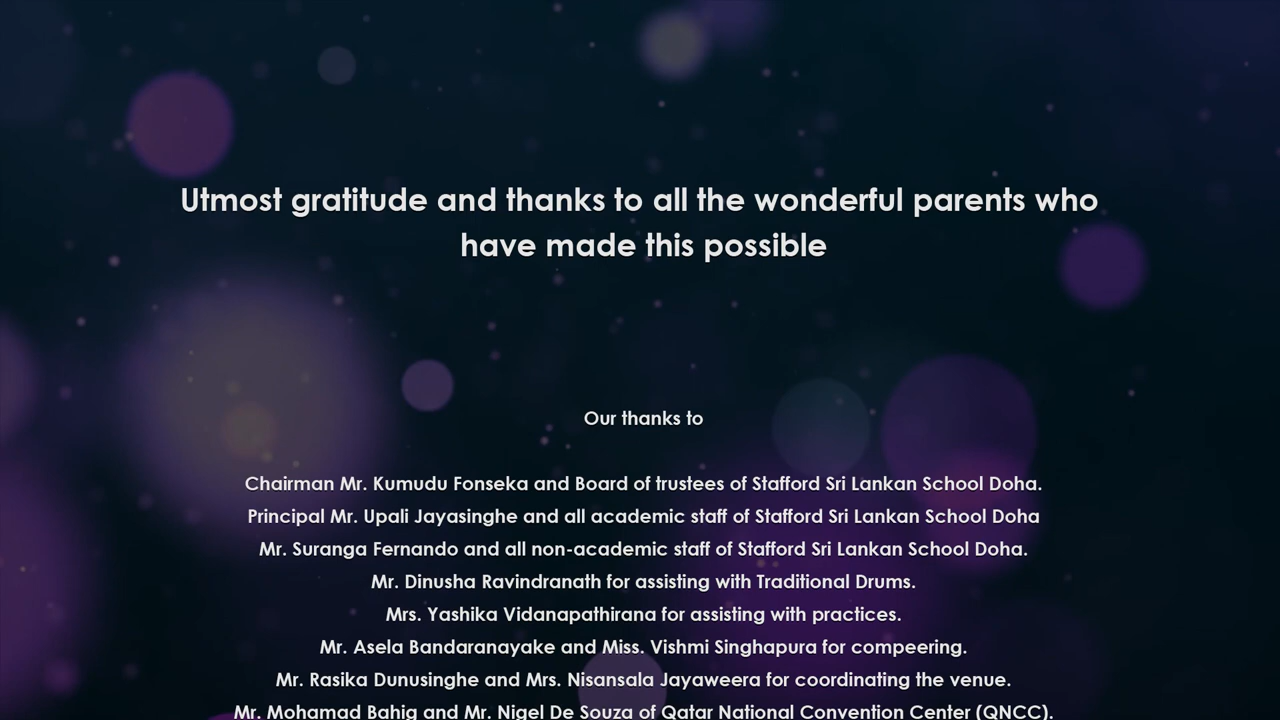 Utmost gratitude and thanks to all the wonderful parents who
have made this possible
Our thanks to
Chairman Mr. Kumudu Fonseka and Board of trustees of Stafford Sri Lankan School Doha.
Principal Mr. Upali Jayasinghe and all academic staff of Stafford Sri Lankan School Doha
Mr. Suranga Fernando and all non-academic staff of Stafford Sri Lankan School Doha.
Mr. Dinusha Ravindranath for assisting with Traditional Drums.
Mrs. Yashika Vidanapathirana for assisting with practices.
Mr. Asela Bandaranayake and Miss. Vishmi Singhapura for compeering.
Mr. Rasika Dunusinghe and Mrs. Nisansala Jayaweera for coordinating the venue.
Mr. Mohamad Bahig and Mr. Nigel De Souza of Qatar National Convention Center (QNCC).